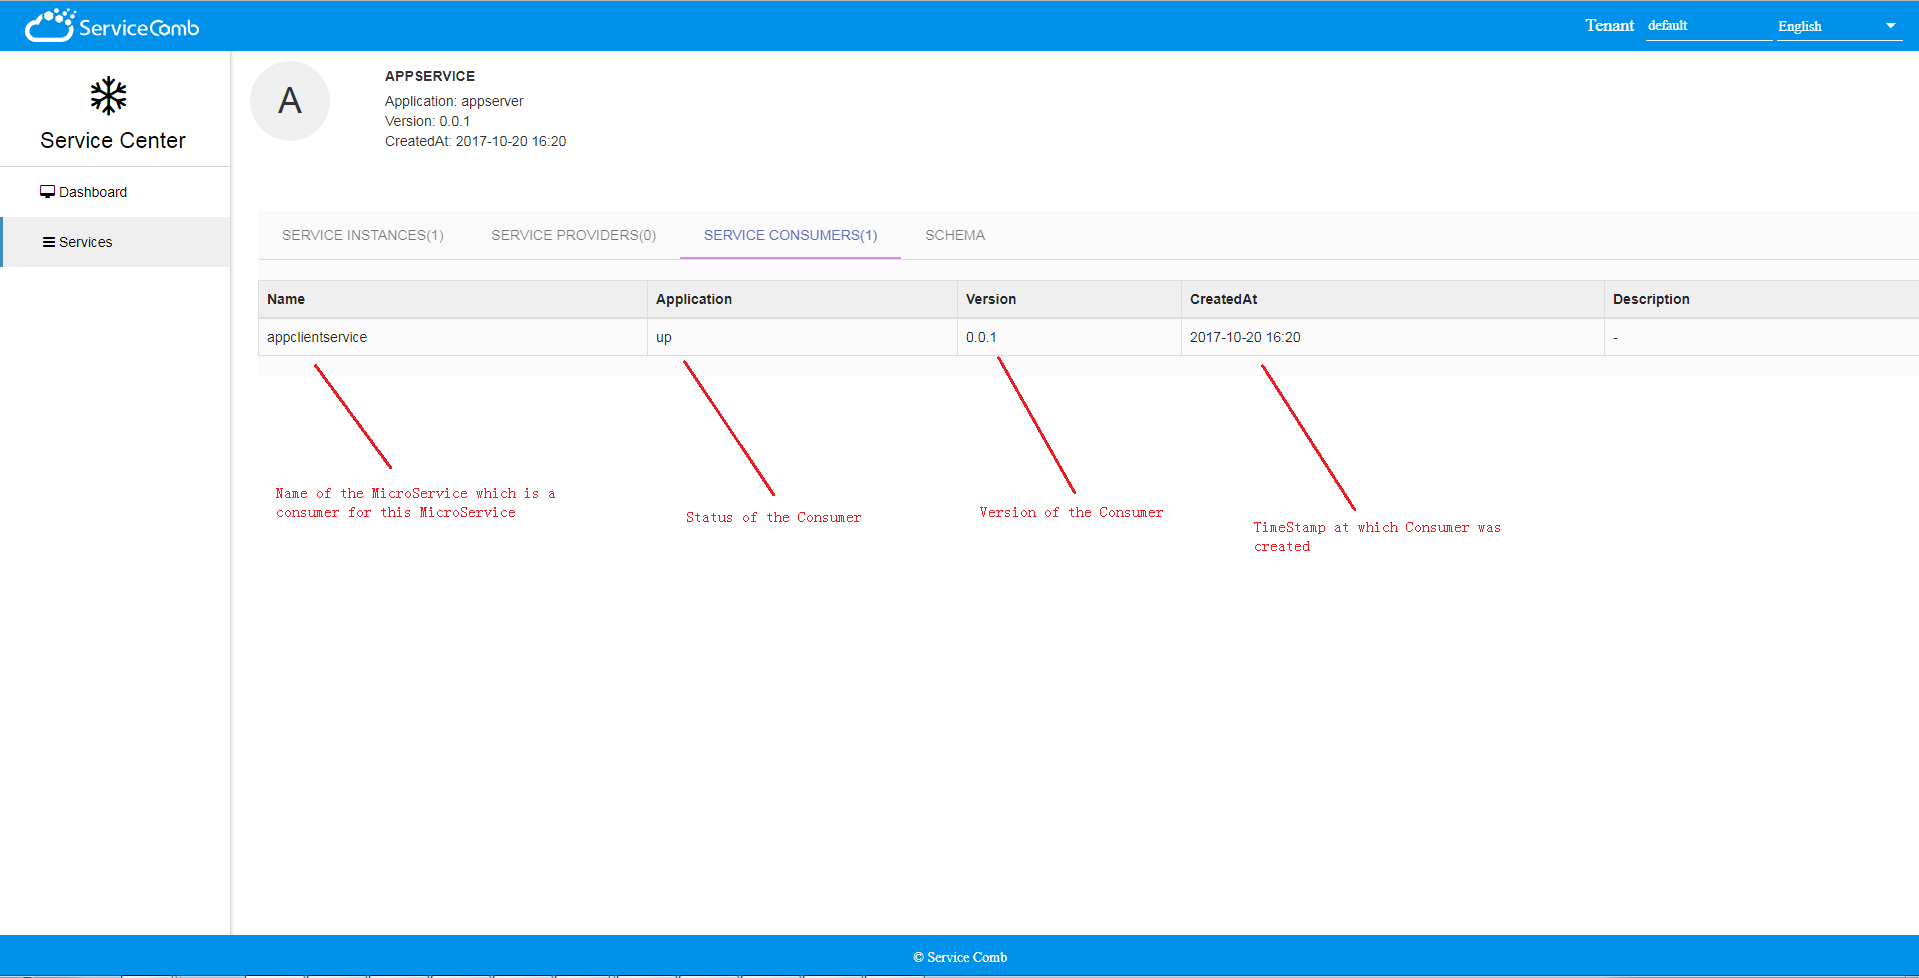 ServiceComb
Tenant default English
Service Center
Dashboard
Services
A
APPSERVICE
Application: appserver
Version: 0.0.1
CreatedAt: 2017-10-20 16:20
SERVICE INSTANCES(1) SERVICE PROVIDERS(0) SERVICE CONSUMERS(1) SCHEMA
Name Application Version CreatedAt Description
appclientservice up 0.0.1 2017-10-20 16:20 -
Name of the MicroService which is a
consumer for this MicroService
Status of the Consumer
Version of the Consumer
TimeStamp at which Consumer was
created
© Service Comb